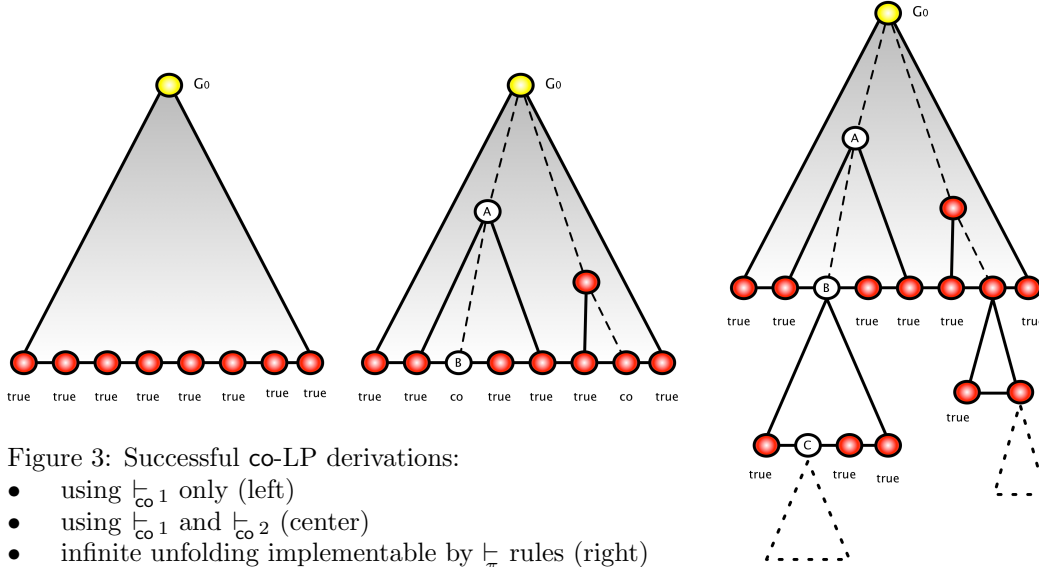 G0
G0
G0
A
A
B
B
true true true true true true true true
true true co true true true co true
true true true true true
C
true true true
true
Figure 3: Successful co-LP derivations:
• using ⊢co 1 only (left)
• using ⊢co 1 and ⊢co 2 (center)
• infinite unfolding implementable by ⊢π rules (right)